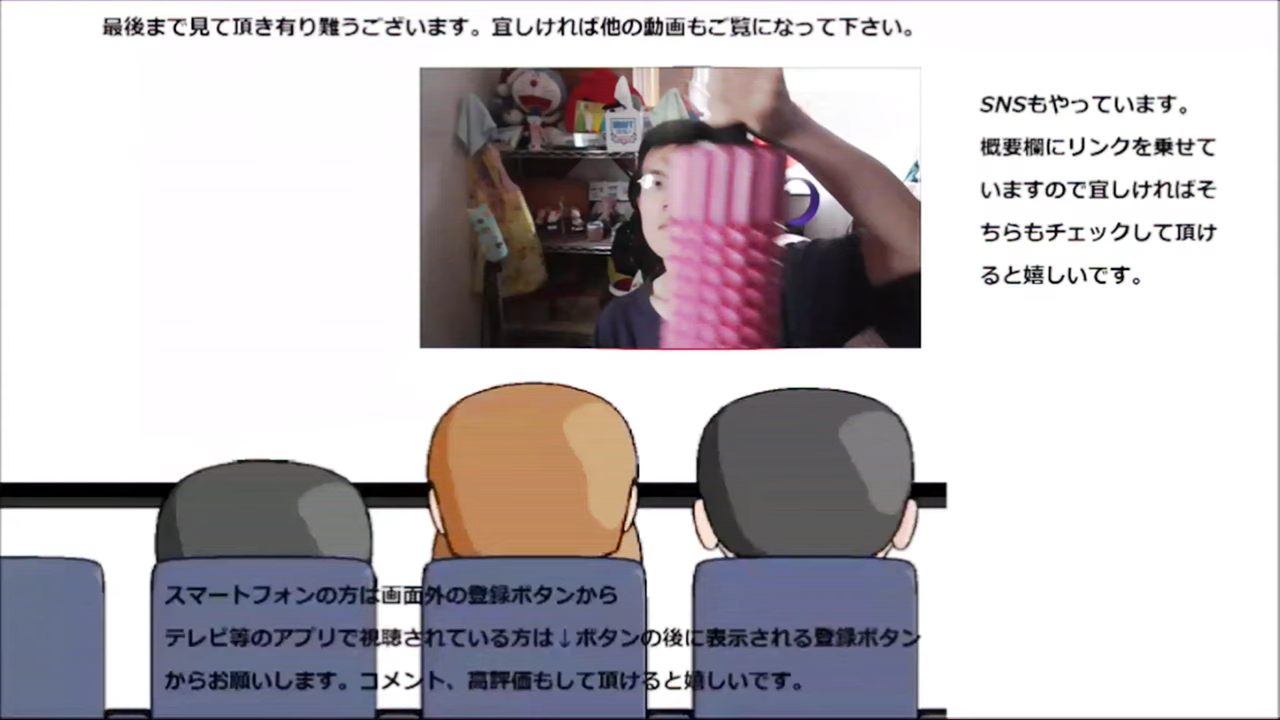 最後まで見て頂き有り難うございます。宜しければ他の動画もご覧になって下さい。
SNSもやっています。
概要欄にリンクを乗せて
いますので宜しければそ
ちらもチェックして頂け
ると嬉しいです。
スマートフォンの方は画面外の登録ボタンから
テレビ等のアプリで視聴されている方は↓ボタンの後に表示される登録ボタン
からお願いします。コメント、高評価もして頂けると嬉しいです。